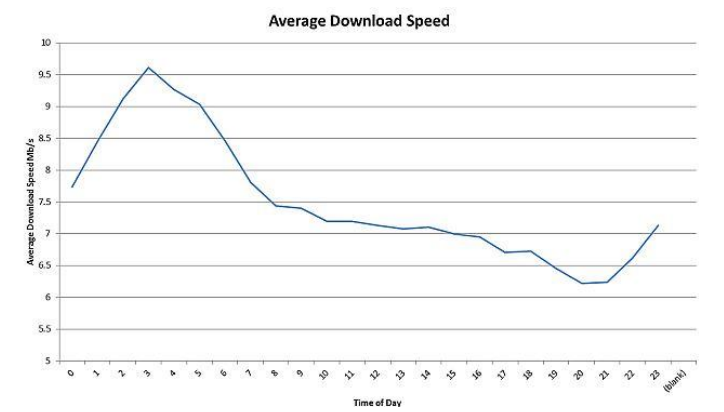 Average Download Speed
10
9.5
9
8.5
8
7.5
7
6.5
6
5.5
5
Average Download Speed Mb/s
0 1 2 3 4 5 6 7 8 9 10 11 12 13 14 15 16 17 18 19 20 21 22 23 (blank)
Time of Day